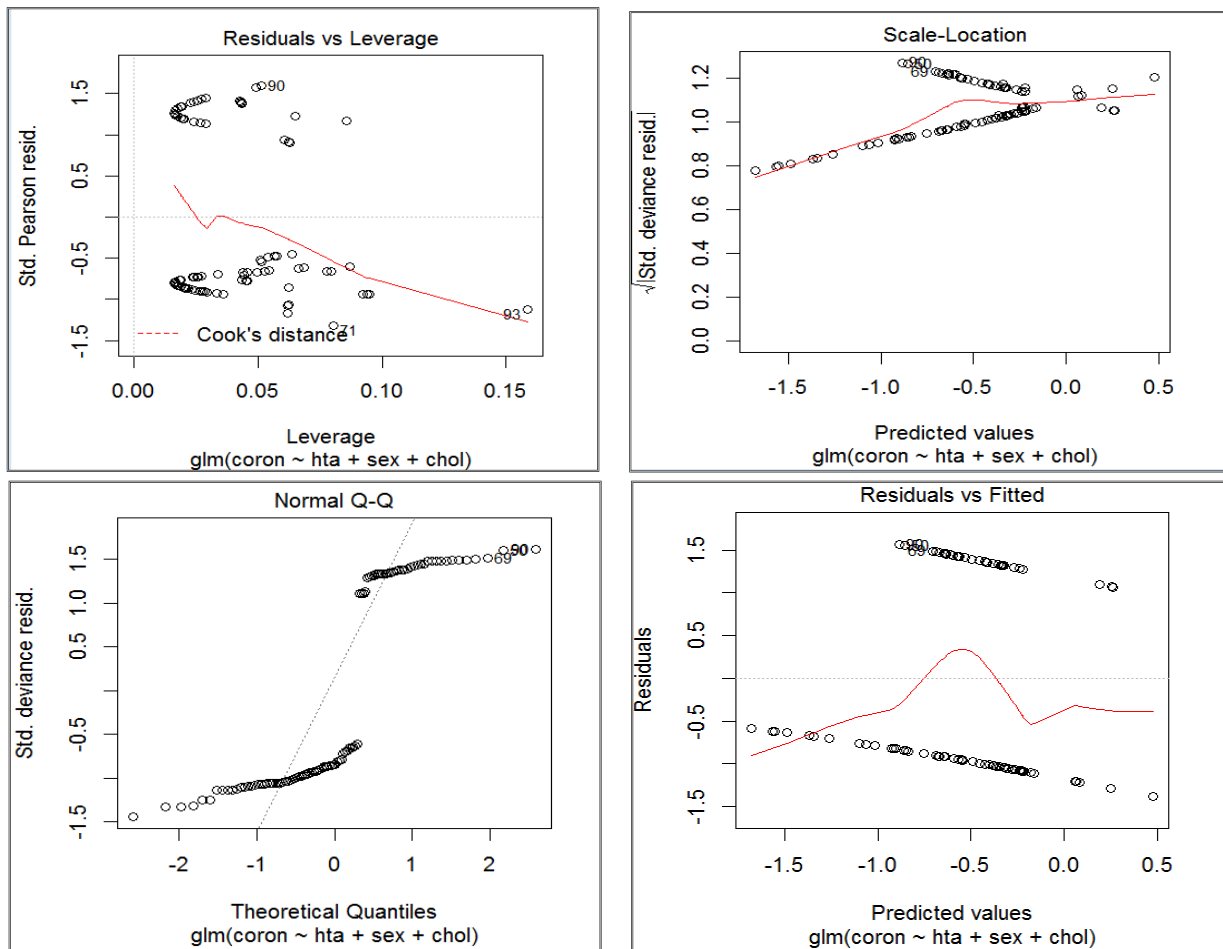 Residuals vs Leverage
Std. Pearson resid.
1.5
0.5
-0.5
-1.5
90
93
71
Cook's distance
0.00
0.05
0.10
0.15
Leverage
glm(coron ~ hta + sex + chol)
Scale-Location
√|Std. deviance resid.|
1.2
1.0
0.8
0.6
0.4
0.2
0.0
69
-1.5
-1.0
-0.5
0.0
0.5
Predicted values
glm(coron ~ hta + sex + chol)
Normal Q-Q
Std. deviance resid.
1.5
1.0
0.5
-0.5
-1.5
69
-2
-1
0
1
2
Theoretical Quantiles
glm(coron ~ hta + sex + chol)
Residuals vs Fitted
Residuals
1.5
0.5
-0.5
-1.5
69
-1.5
-1.0
-0.5
0.0
0.5
Predicted values
glm(coron ~ hta + sex + chol)